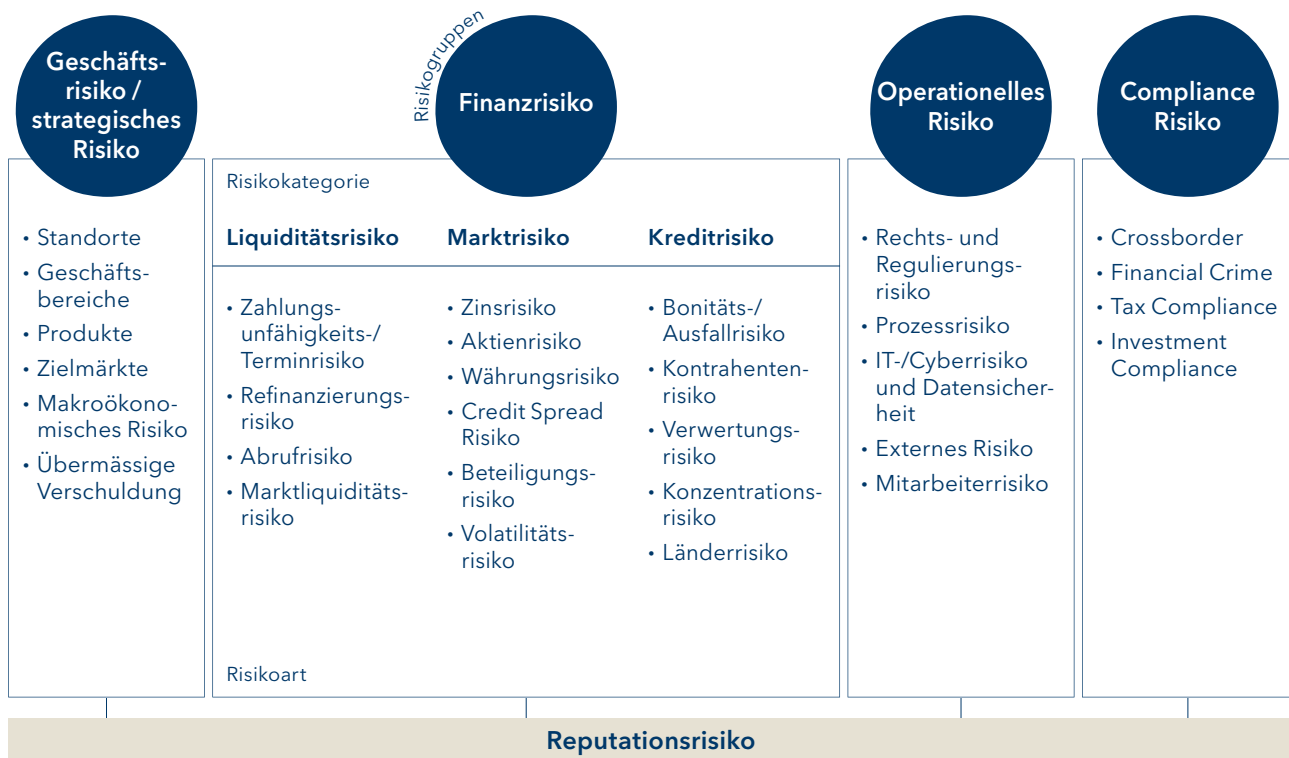 Geschäfts-
risiko /
strategisches
Risiko
Standorte
Geschäfts-
bereiche
Produkte
Zielmärkte
Makroökono-
misches Risiko
Übermässige
Verschuldung
Risikogruppen
Finanzrisiko
Risikokategorie
Liquiditätsrisiko
Zahlungs-
unfähigkeits-/
Terminrisiko
Refinanzierungs-
risiko
Abrufrisiko
Marktliquiditäts-
risiko
Marktrisiko
Zinsrisiko
Aktienrisiko
Währungsrisiko
Credit Spread
Risiko
Beteiligungs-
risiko
Volatilitäts-
risiko
Kreditrisiko
Bonitäts-/
Ausfallrisiko
Kontrahenten-
risiko
Verwertungs-
risiko
Konzentrations-
risiko
Länderrisiko
Risikoart
Operationelles
Risiko
Rechts- und
Regulierungs-
risiko
Prozessrisiko
IT-/Cyberrisiko
und Datensicher-
heit
Externes Risiko
Mitarbeiterrisiko
Compliance
Risiko
Crossborder
Financial Crime
Tax Compliance
Investment
Compliance
Reputationsrisiko